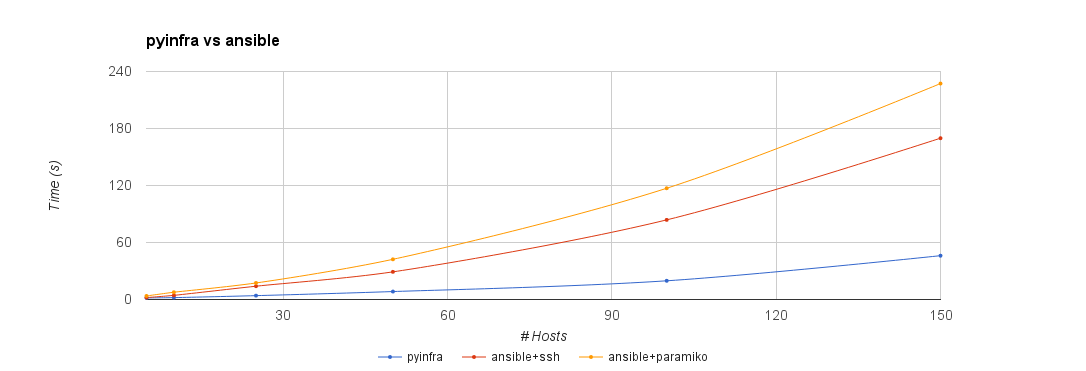 pyinfra vs ansible
240
180
120
60
0
Time (s)
30 60 90 120 150
# Hosts
pyinfra ansible+ssh ansible+paramiko